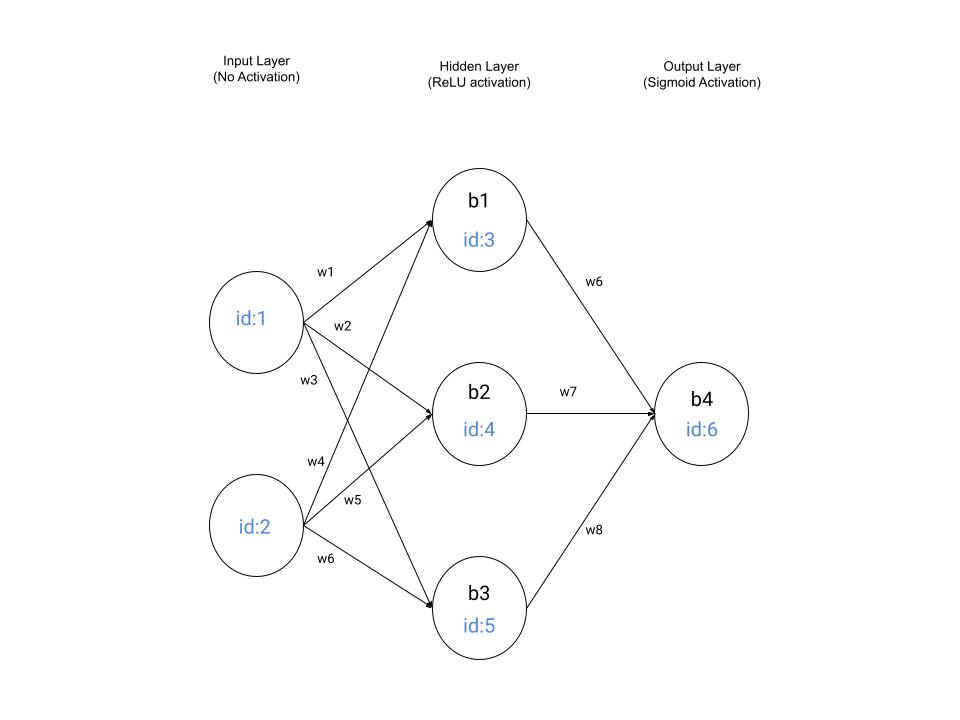 Input Layer
(No Activation)
Hidden Layer
(ReLU activation)
Output Layer
(Sigmoid Activation)
b1
id:3
w1
w6
id:1
w2
w3
b2
id:4
w7
b4
id:6
w4
w5
id:2
w6
w8
b3
id:5